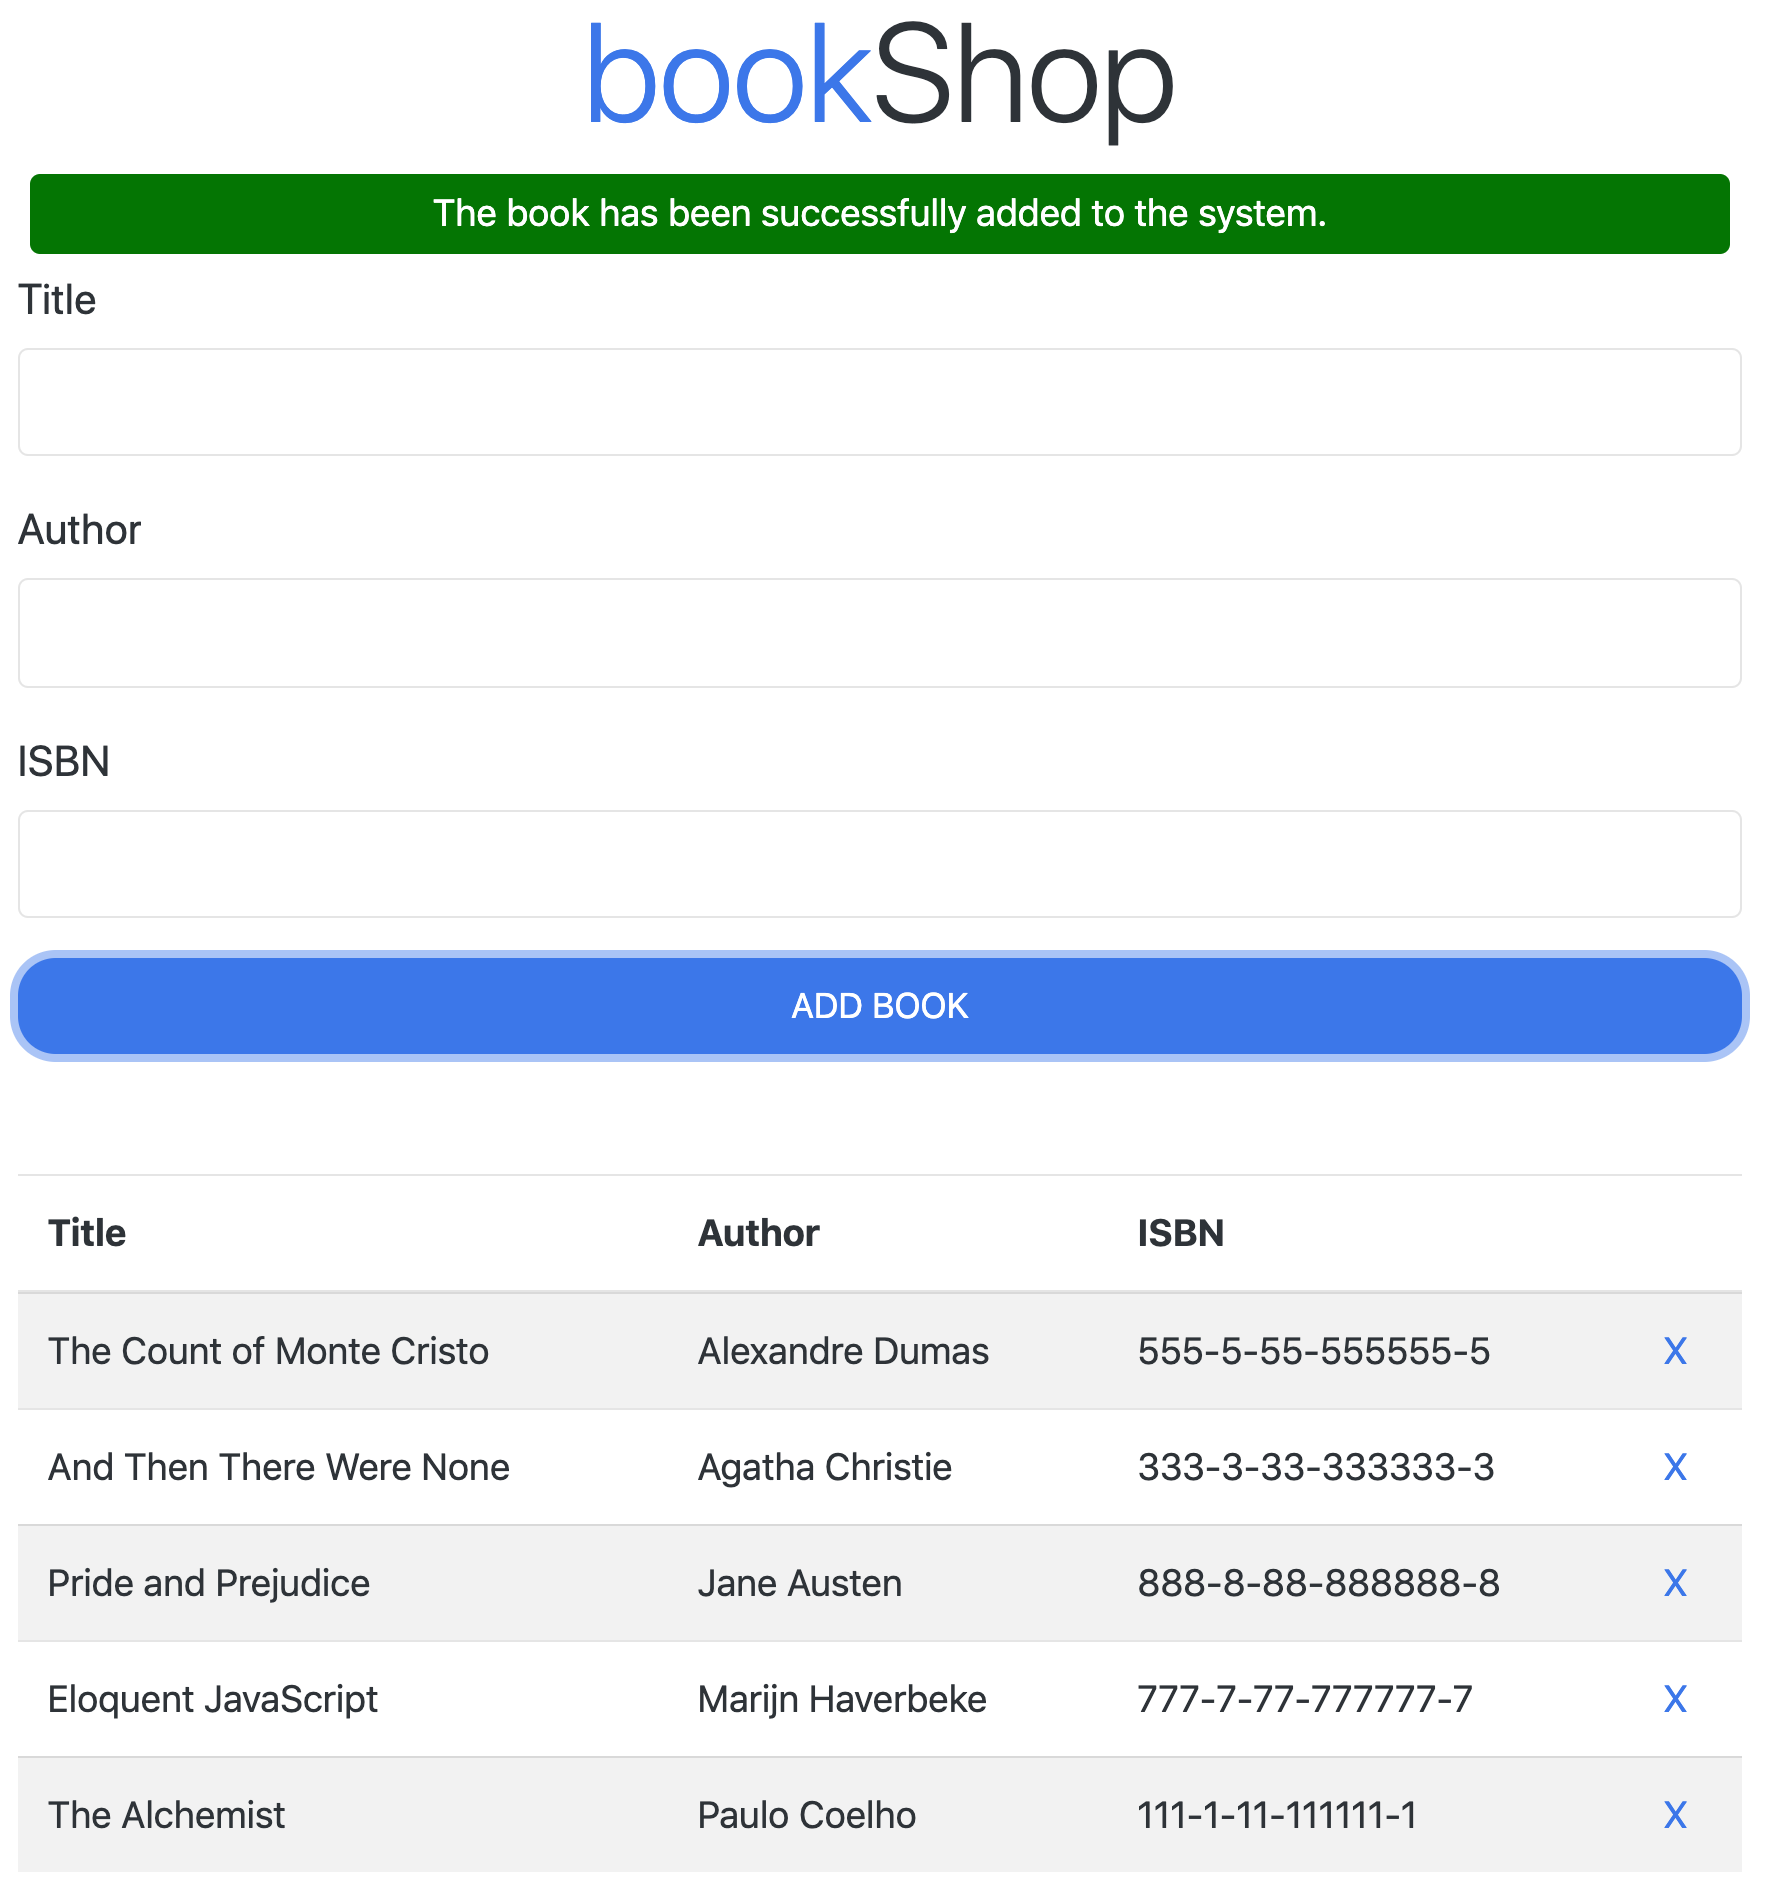 bookShop
The book has been successfully added to the system.
Title
Author
ISBN
ADD BOOK
Title Author ISBN
The Count of Monte Cristo Alexandre Dumas 555-5-55-555555-5 X
And Then There Were None Agatha Christie 333-3-33-333333-3 X
Pride and Prejudice Jane Austen 888-8-88-888888-8 X
Eloquent JavaScript Marijn Haverbeke 777-7-77-777777-7 X
The Alchemist Paulo Coelho 111-1-11-111111-1 X